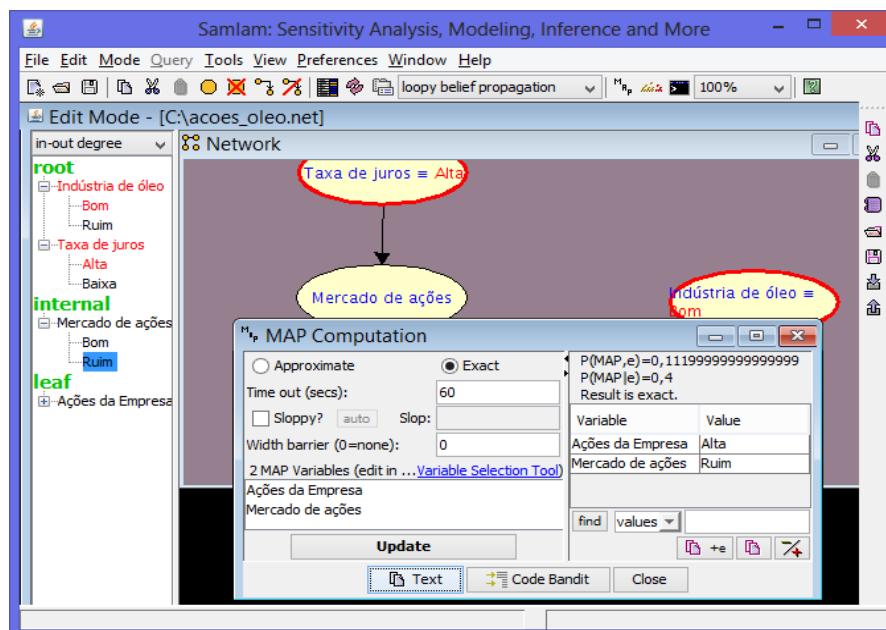 Samlam: Sensitivity Analysis, Modeling, Inference and More
File Edit Mode Query Tools View Preferences Window Help
loopy belief propagation MAP 100%
Edit Mode - [C:\acoes_oleo.net]
in-out degree
Network
root
Indústria de óleo
Bom
Ruim
Taxa de juros
Alta
Baixa
internal
Mercado de ações
Bom
Ruim
leaf
Ações da Empresa
Taxa de juros = Alta
Mercado de ações
Indústria de óleo =
Bom
MAP MAP Computation
Approximate Exact
Time out (secs): 60
Sloppy? auto Slop:
Width barrier (0=none): 0
2 MAP Variables (edit in ...Variable Selection Tool)
Ações da Empresa
Mercado de ações
Update
P(MAP,e)=0,11199999999999999
P(MAP|e)=0,4
Result is exact.
Variable Value
Ações da Empresa Alta
Mercado de ações Ruim
find values
+e
Text Code Bandit Close